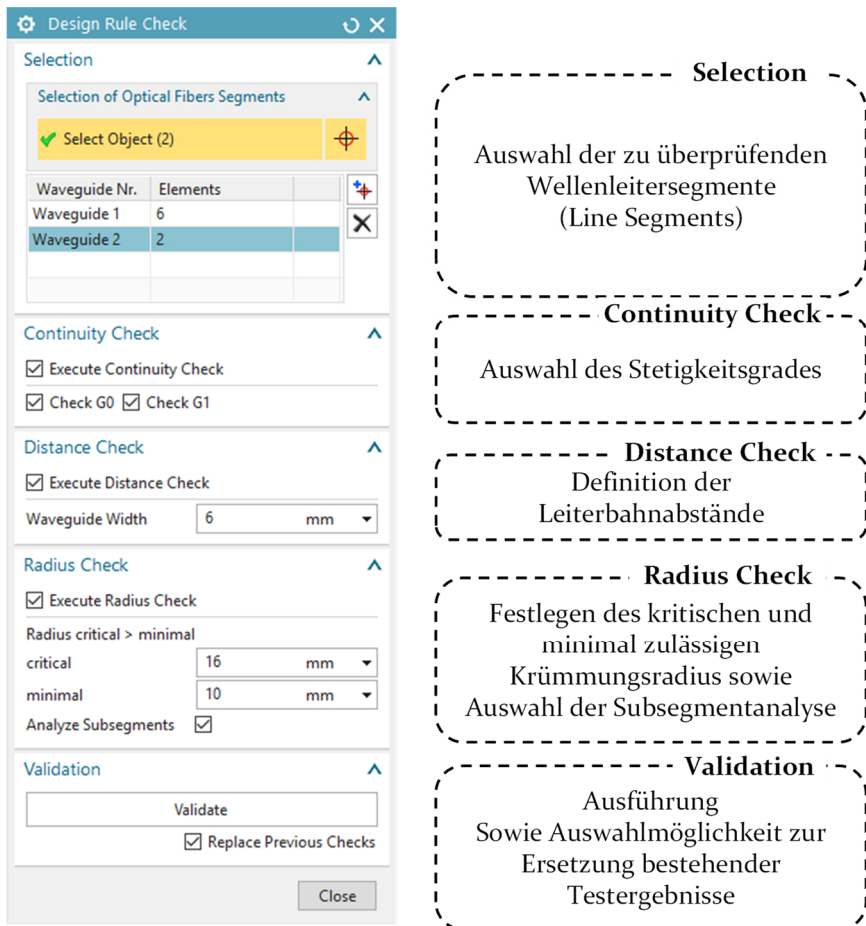 Design Rule Check
Selection
Selection of Optical Fibers Segments
Select Object (2)
Waveguide Nr. Elements
Waveguide 1 6
Waveguide 2 2
Continuity Check
Execute Continuity Check
Check G0 Check G1
Distance Check
Execute Distance Check
Waveguide Width 6 mm
Radius Check
Execute Radius Check
Radius critical > minimal
critical 16 mm
minimal 10 mm
Analyze Subsegments
Validation
Validate
Replace Previous Checks
Close
Selection
Auswahl der zu überprüfenden
Wellenleitersegmente
(Line Segments)
Continuity Check
Auswahl des Stetigkeitsgrades
Distance Check
Definition der
Leiterbahnabstände
Radius Check
Festlegen des kritischen und
minimal zulässigen
Krümmungsradius sowie
Auswahl der Subsegmentanalyse
Validation
Ausführung
Sowie Auswahlmöglichkeit zur
Ersetzung bestehender
Testergebnisse